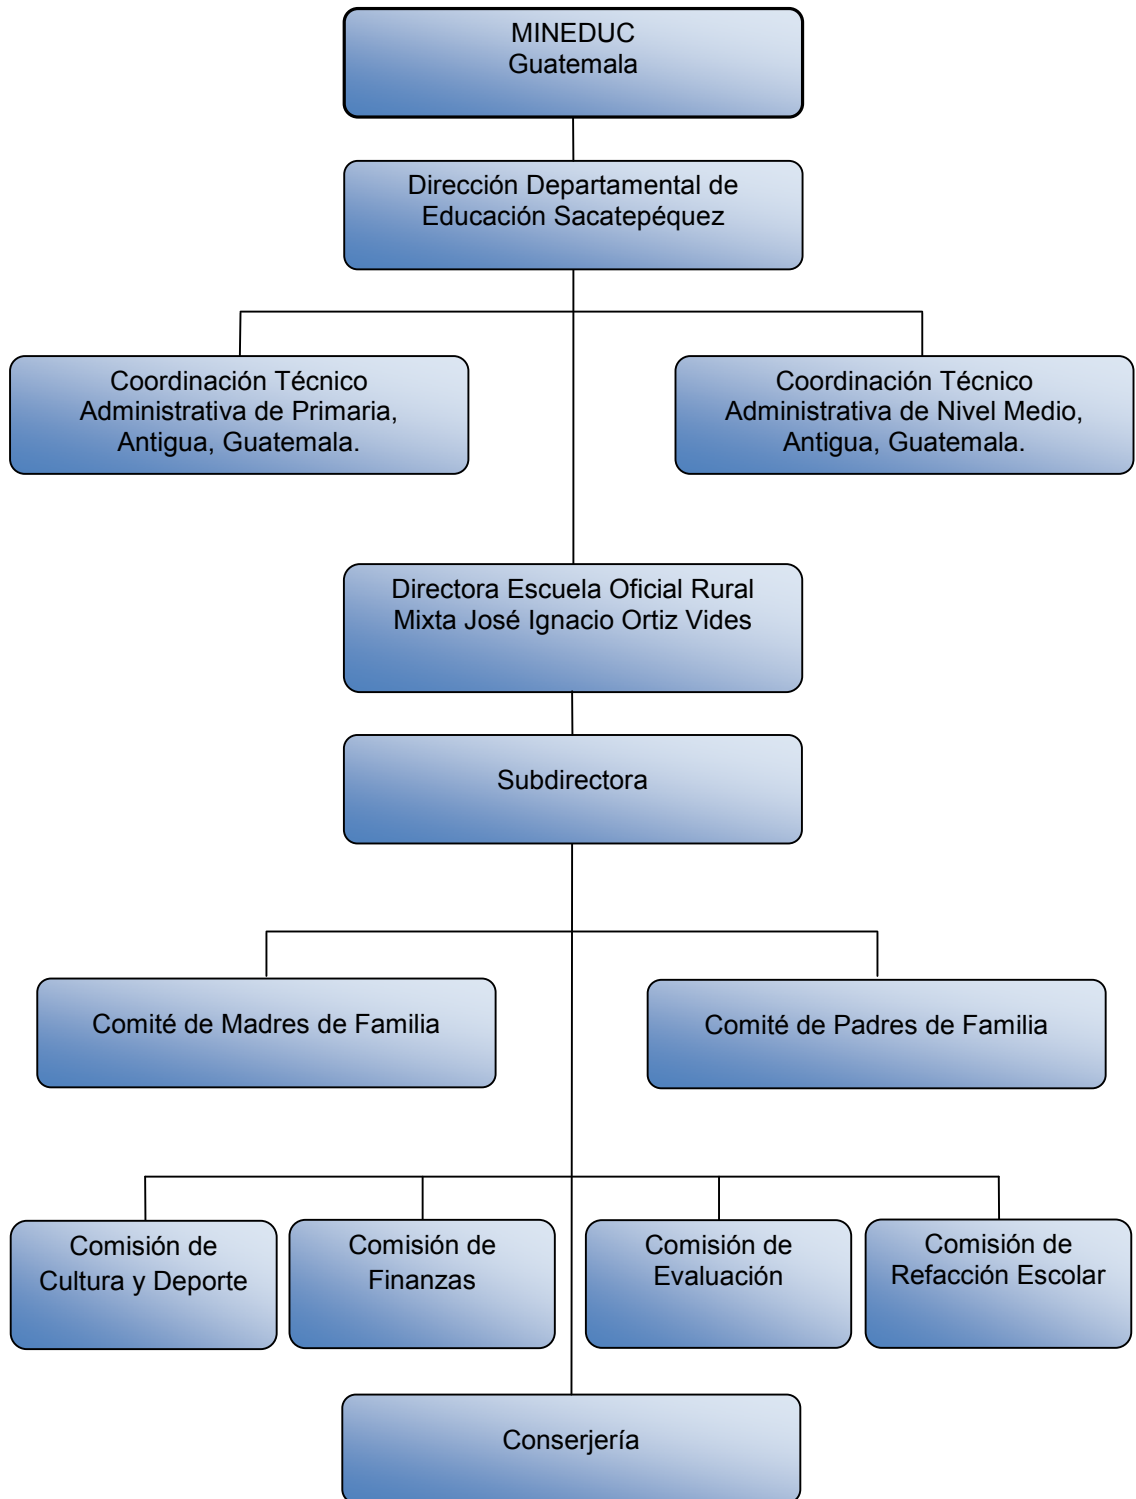 MINEDUC
Guatemala
Dirección Departamental de
Educación Sacatepéquez
Coordinación Técnico
Administrativa de Primaria,
Antigua, Guatemala.
Coordinación Técnico
Administrativa de Nivel Medio,
Antigua, Guatemala.
Directora Escuela Oficial Rural
Mixta José Ignacio Ortiz Vides
Subdirectora
Comité de Madres de Familia
Comité de Padres de Familia
Comisión de
Cultura y Deporte
Comisión de
Finanzas
Comisión de
Evaluación
Comisión de
Refacción Escolar
Conserjería